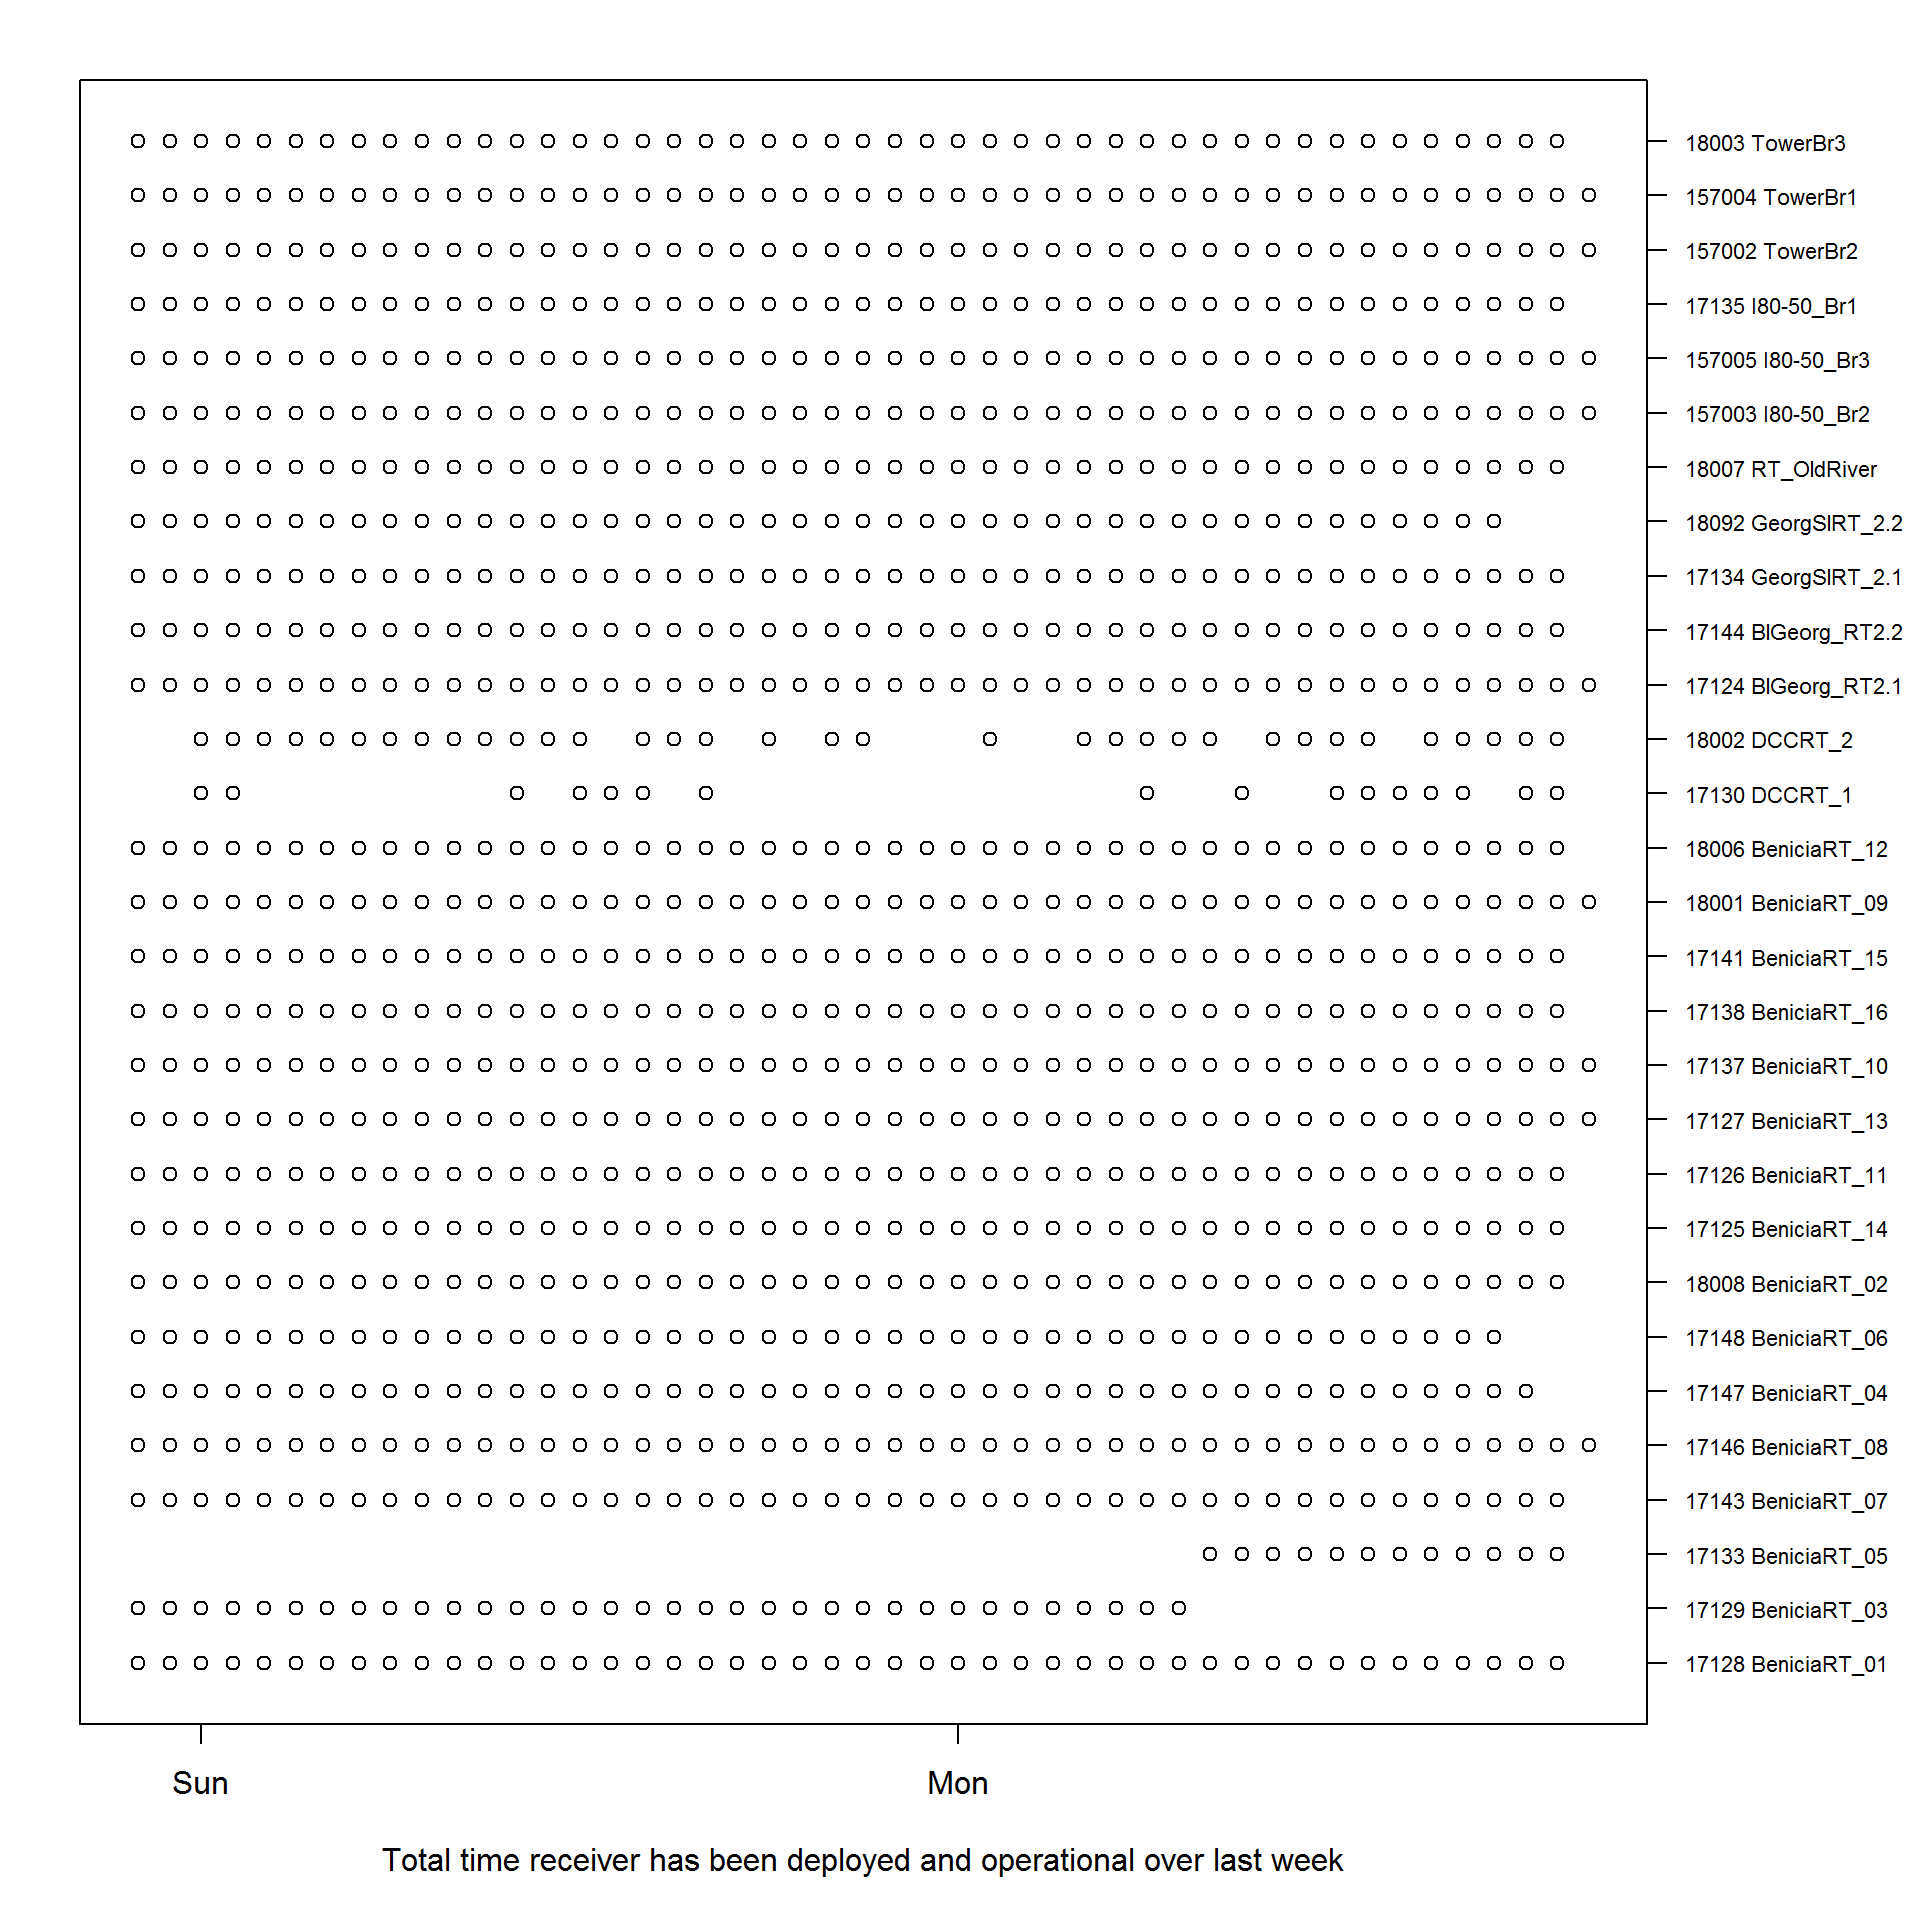 18003 TowerBr3
157004 TowerBr1
157002 TowerBr2
17135 I80-50_Br1
157005 I80-50_Br3
157003 I80-50_Br2
18007 RT_OldRiver
18092 GeorgSlRT_2.2
17134 GeorgSlRT_2.1
17144 BlGeorg_RT2.2
17124 BlGeorg_RT2.1
18002 DCCRT_2
17130 DCCRT_1
18006 BeniciaRT_12
18001 BeniciaRT_09
17141 BeniciaRT_15
17138 BeniciaRT_16
17137 BeniciaRT_10
17127 BeniciaRT_13
17126 BeniciaRT_11
17125 BeniciaRT_14
18008 BeniciaRT_02
17148 BeniciaRT_06
17147 BeniciaRT_04
17146 BeniciaRT_08
17143 BeniciaRT_07
17133 BeniciaRT_05
17129 BeniciaRT_03
17128 BeniciaRT_01
Sun Mon
Total time receiver has been deployed and operational over last week